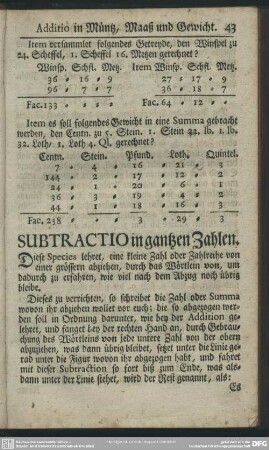 Additio in Müntz, Maaß und Gewicht. 43
Item versammlet folgendes Getreyde, den Winspel zu
24. Scheffel, 1. Scheffel 16. Metzen gerechnet?
Winsp. Schfl. Metz. Item Winsp. Schfl. Metz.
36 16 9 27 17 9
96 7 7 36 18 7
Fac. 133 Fac. 64 12
Item es soll folgendes Gewicht in eine Summa gebracht
werden, den Centn. zu 5. Stein. 1. Stein 22. lb. 1. lb.
32. Loth, 1. Loth 4. Ql. gerechnet?
Centn. Stein. Pfund. Loth. Quintel.
7 4 16 21 3
144 2 17 12 2
24 1 20 6 1
36 3 19 4 2
44 1 18 16 3
Fac. 258 3 29 3
SUBTRACTIO in gantzen Zahlen.
Diese Species lehret, eine kleine Zahl oder Zahlreihe von
einer grössern abziehen, durch das Wörtlein von, um
dadurch zu erfahren, wie viel nach dem Abzug noch übrig
bleibe.
Dieses zu verrichten, so schreibet die Zahl oder Summa
wovon ihr abziehen wollet vor euch; die so abgezogen wer-
den soll in Ordnung darunter, wie bey der Addition ge-
lehret, und fanget bey der rechten Hand an, durch Gebrau-
chung des Wörtleins von jede untere Zahl von der obern
abzuziehen, was dann übrig bleibet, setzet unter die Linie ge-
rad unter die Figur wovon ihr abgezogen habt, und fahret
mit dieser Subtraction so fort biß zum Ende, was als-
dann unter der Linie stehet, wird der Rest genannt, als:
Es